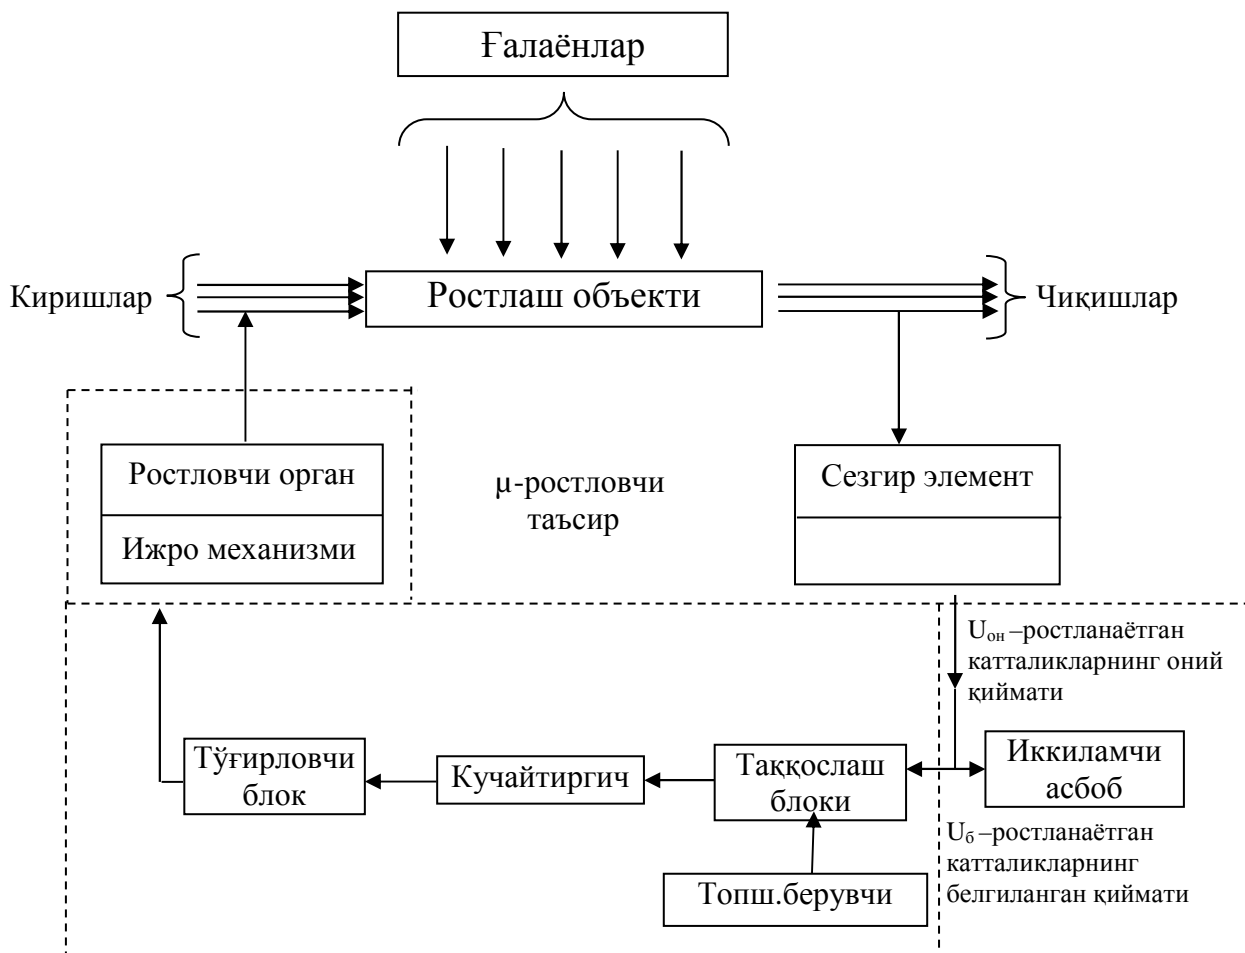 Ғалаёнлар
Киришлар
Ростлаш объекти
Чиқишлар
Ростловчи орган
Ижро механизми
µ-ростловчи
таъсир
Сезгир элемент
Uон –ростланаётган
катталикларнинг оний
қиймати
Тўғирловчи
блок
Кучайтиргич
Таққослаш
блоки
Иккиламчи
асбоб
Топш.берувчи
Uб –ростланаётган
катталикларнинг
белгиланган қиймати